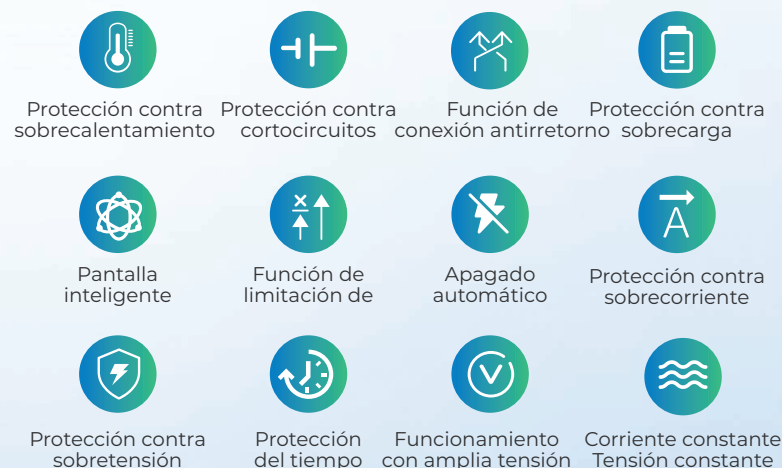 Protección contra
sobrecalentamiento
Protección contra
cortocircuitos
Función de
conexión antirretorno
Protección contra
sobrecarga
Pantalla
inteligente
Función de
limitación de
Apagado
automático
A
Protección contra
sobrecorriente
V
Protección contra
sobretensión
Protección
del tiempo
Funcionamiento
con amplia tensión
Corriente constante
Tensión constante